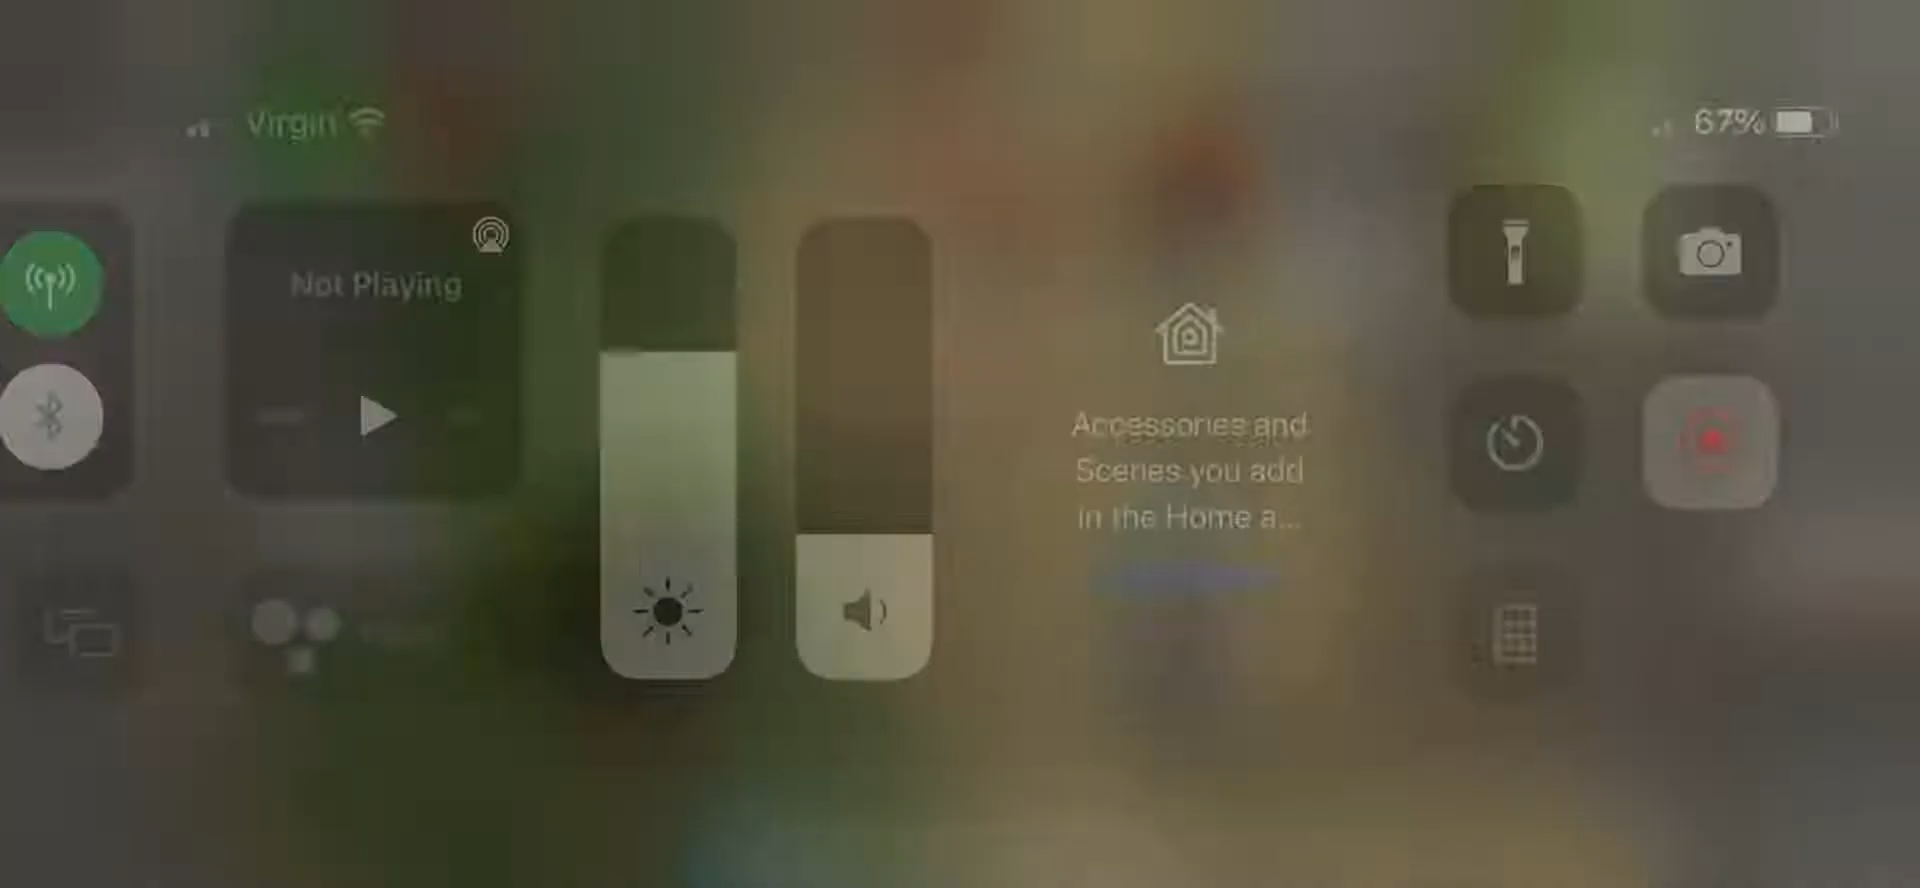 Virgin
67%
Not Playing
Accessories and
Scenes you add
in the Home a...